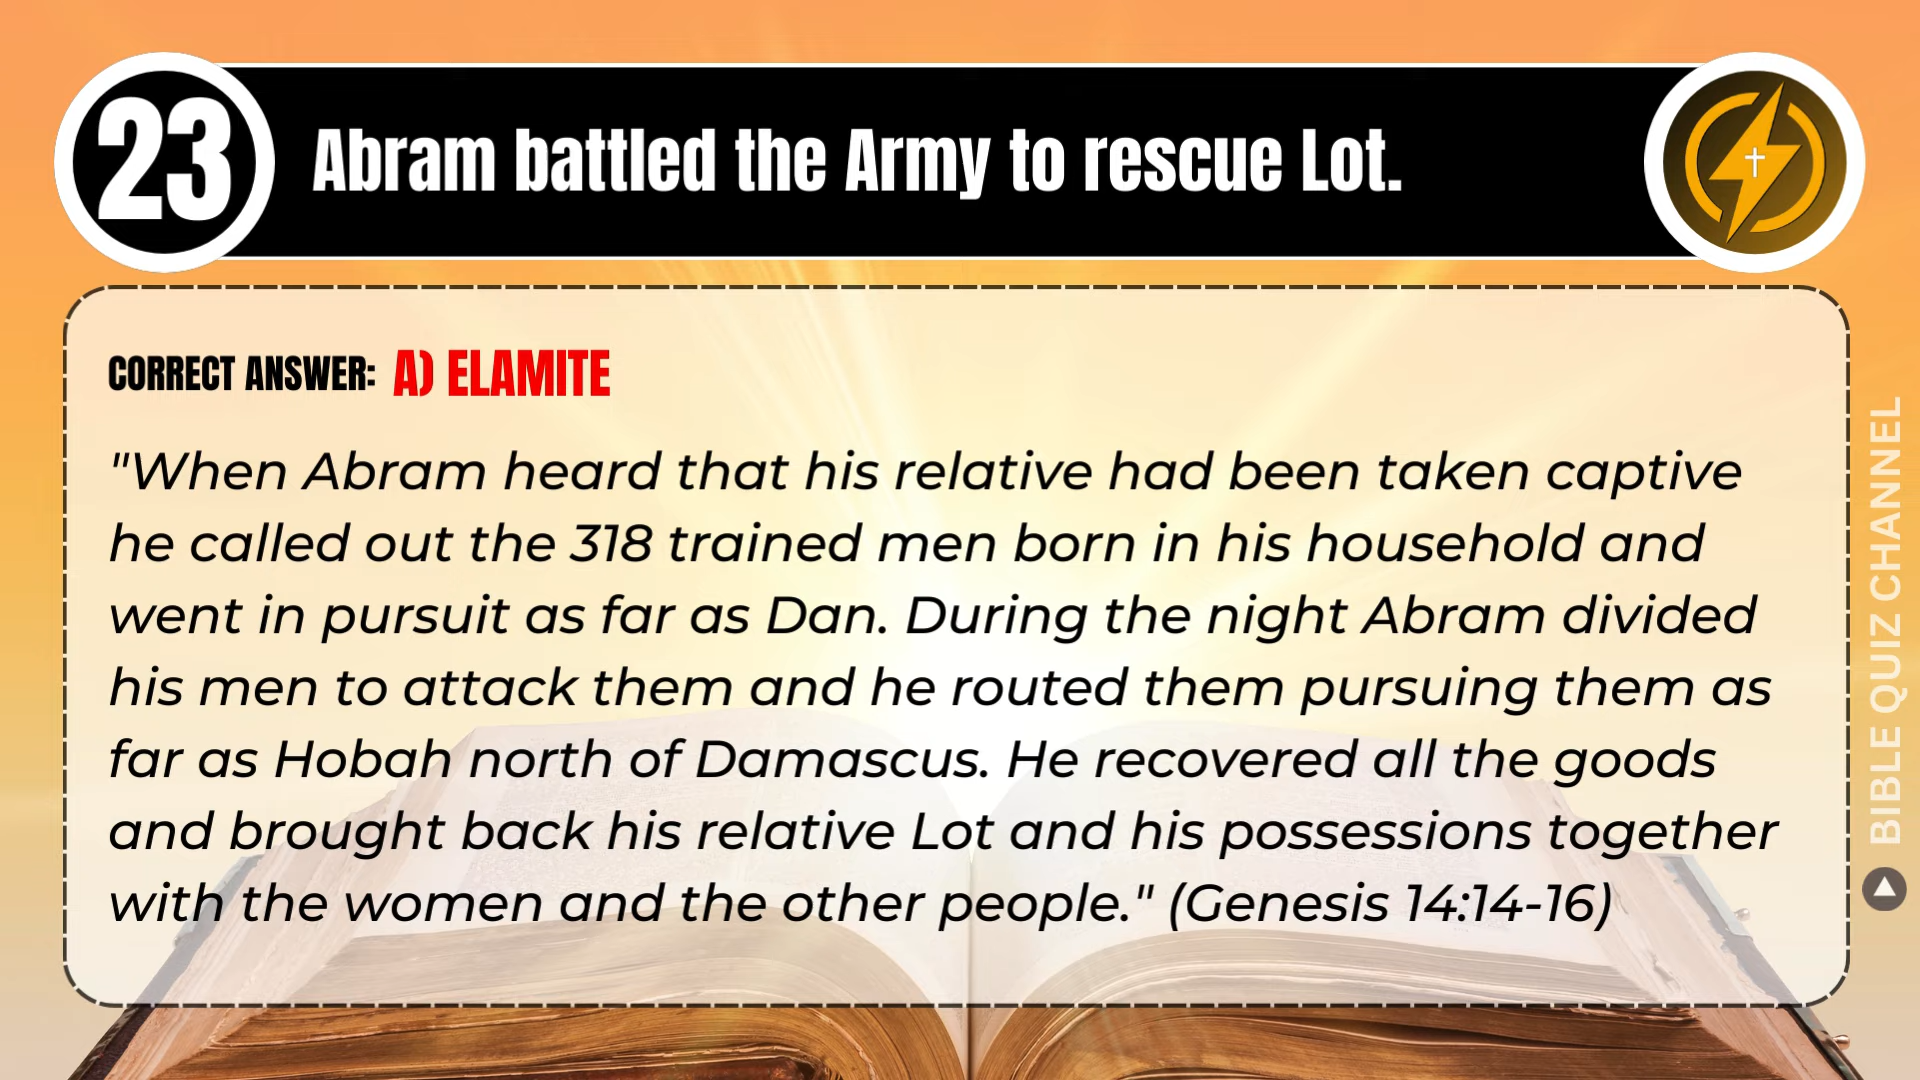 23
Abram battled the Army to rescue Lot.
CORRECT ANSWER: A) ELAMITE
"When Abram heard that his relative had been taken captive
he called out the 318 trained men born in his household and
went in pursuit as far as Dan. During the night Abram divided
his men to attack them and he routed them pursuing them as
far as Hobah north of Damascus. He recovered all the goods
and brought back his relative Lot and his possessions together
with the women and the other people." (Genesis 14:14-16)
BIBLE QUIZ CHANNEL